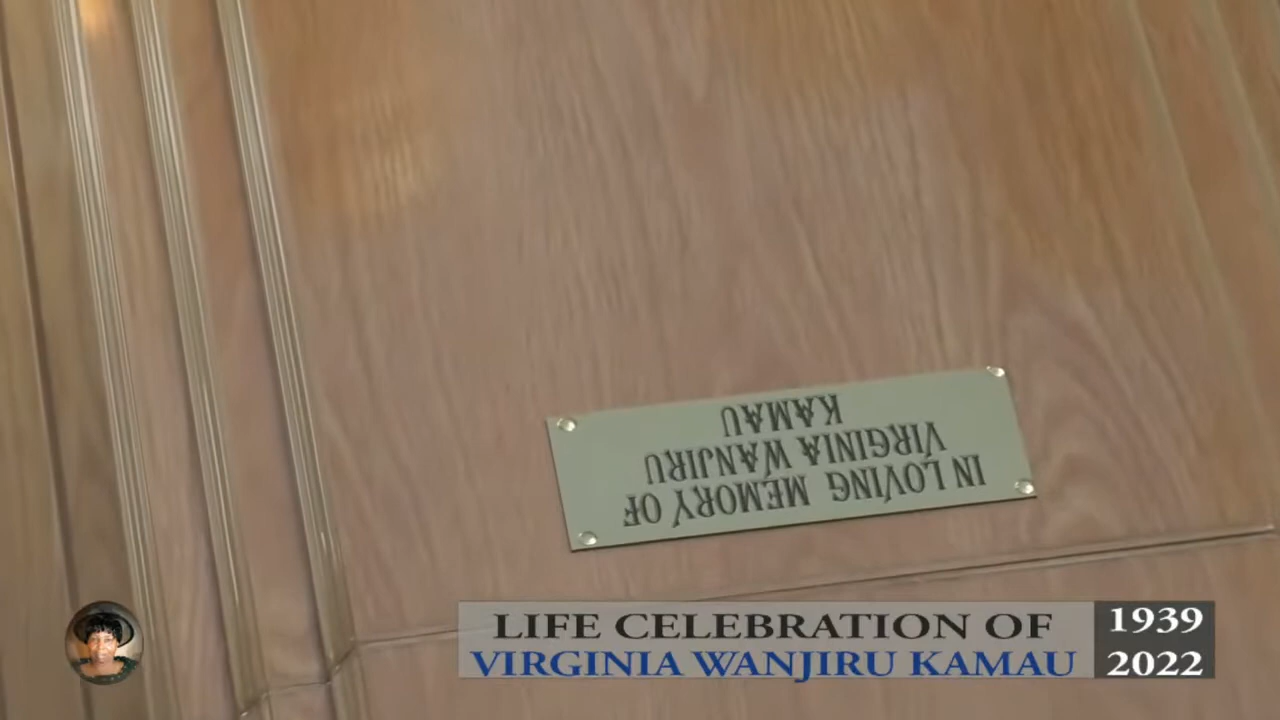 IN LOVING MEMORY OF
VIRGINIA WANJIRU
KAMAU
LIFE CELEBRATION OF
VIRGINIA WANJIRU KAMAU
1939
2022